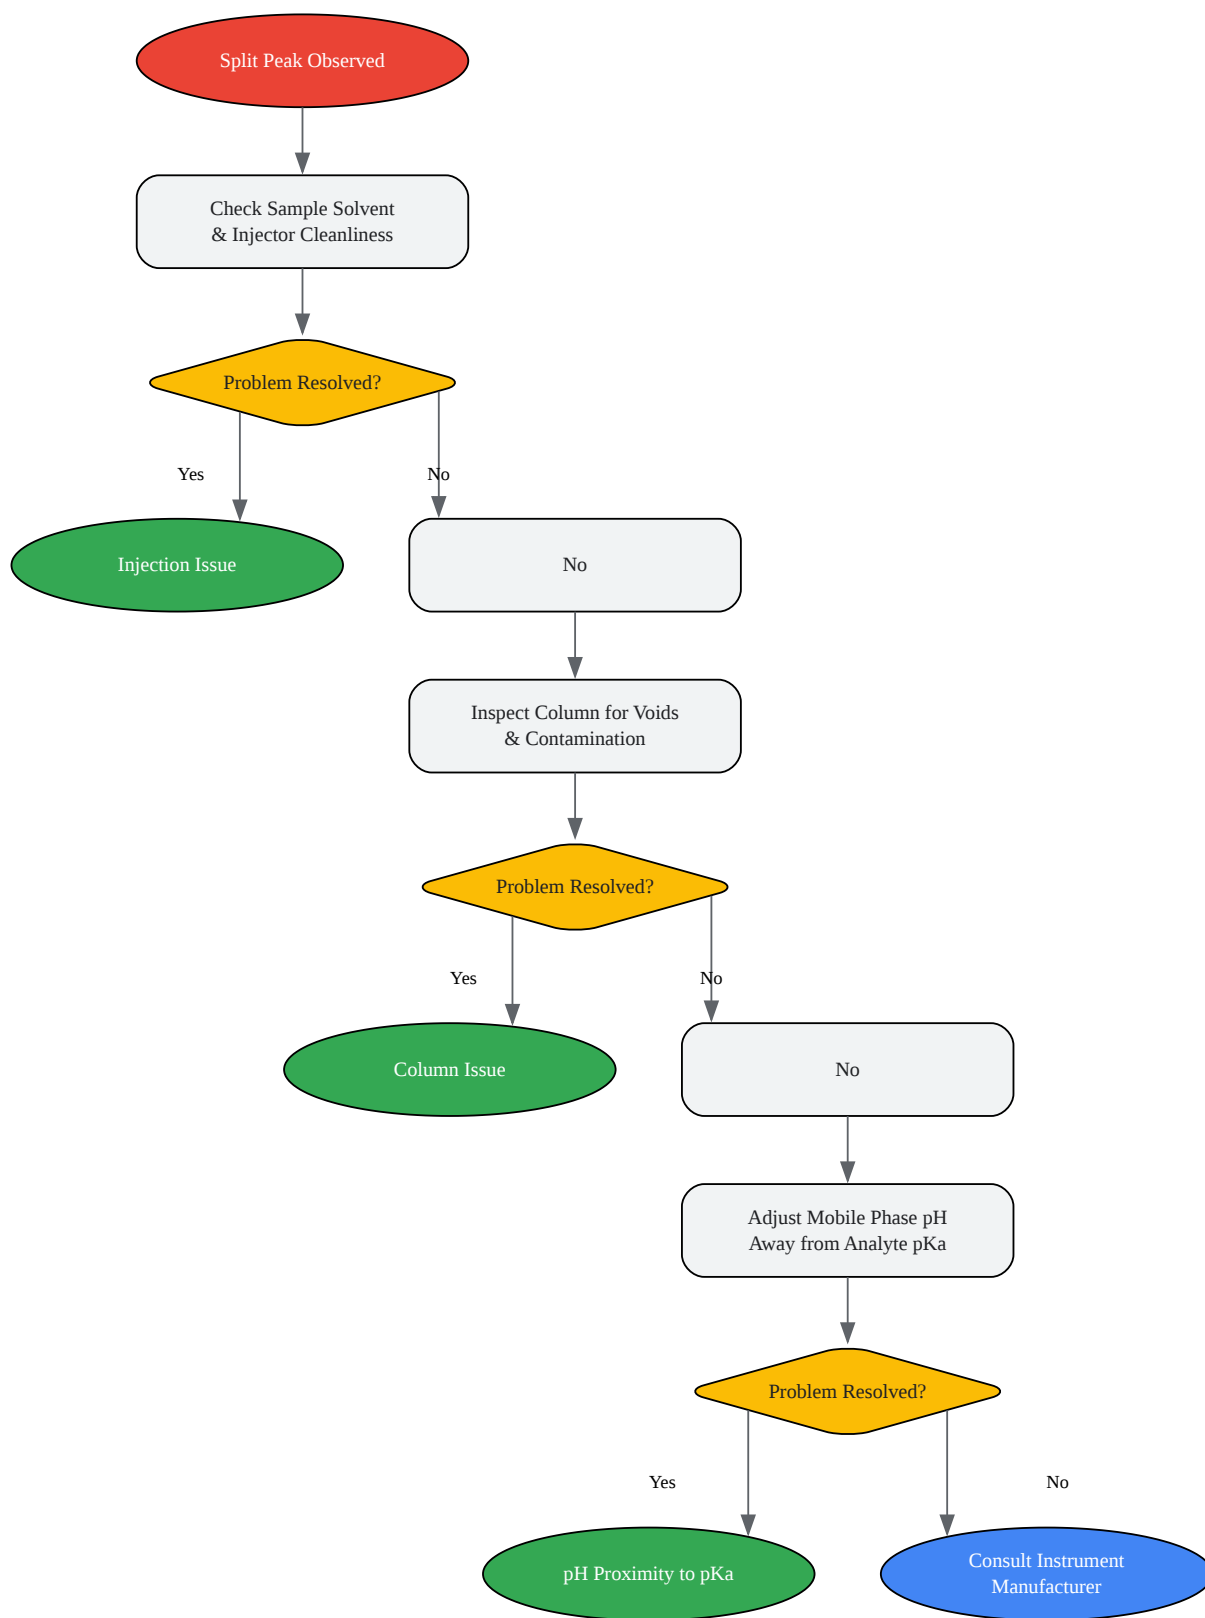 Split Peak Observed
Check Sample Solvent
& Injector Cleanliness
Problem Resolved?
Yes
No
Injection Issue
No
Inspect Column for Voids
& Contamination
Problem Resolved?
Yes
No
Column Issue
No
Adjust Mobile Phase pH
Away from Analyte pKa
Problem Resolved?
Yes
No
pH Proximity to pKa
Consult Instrument
Manufacturer